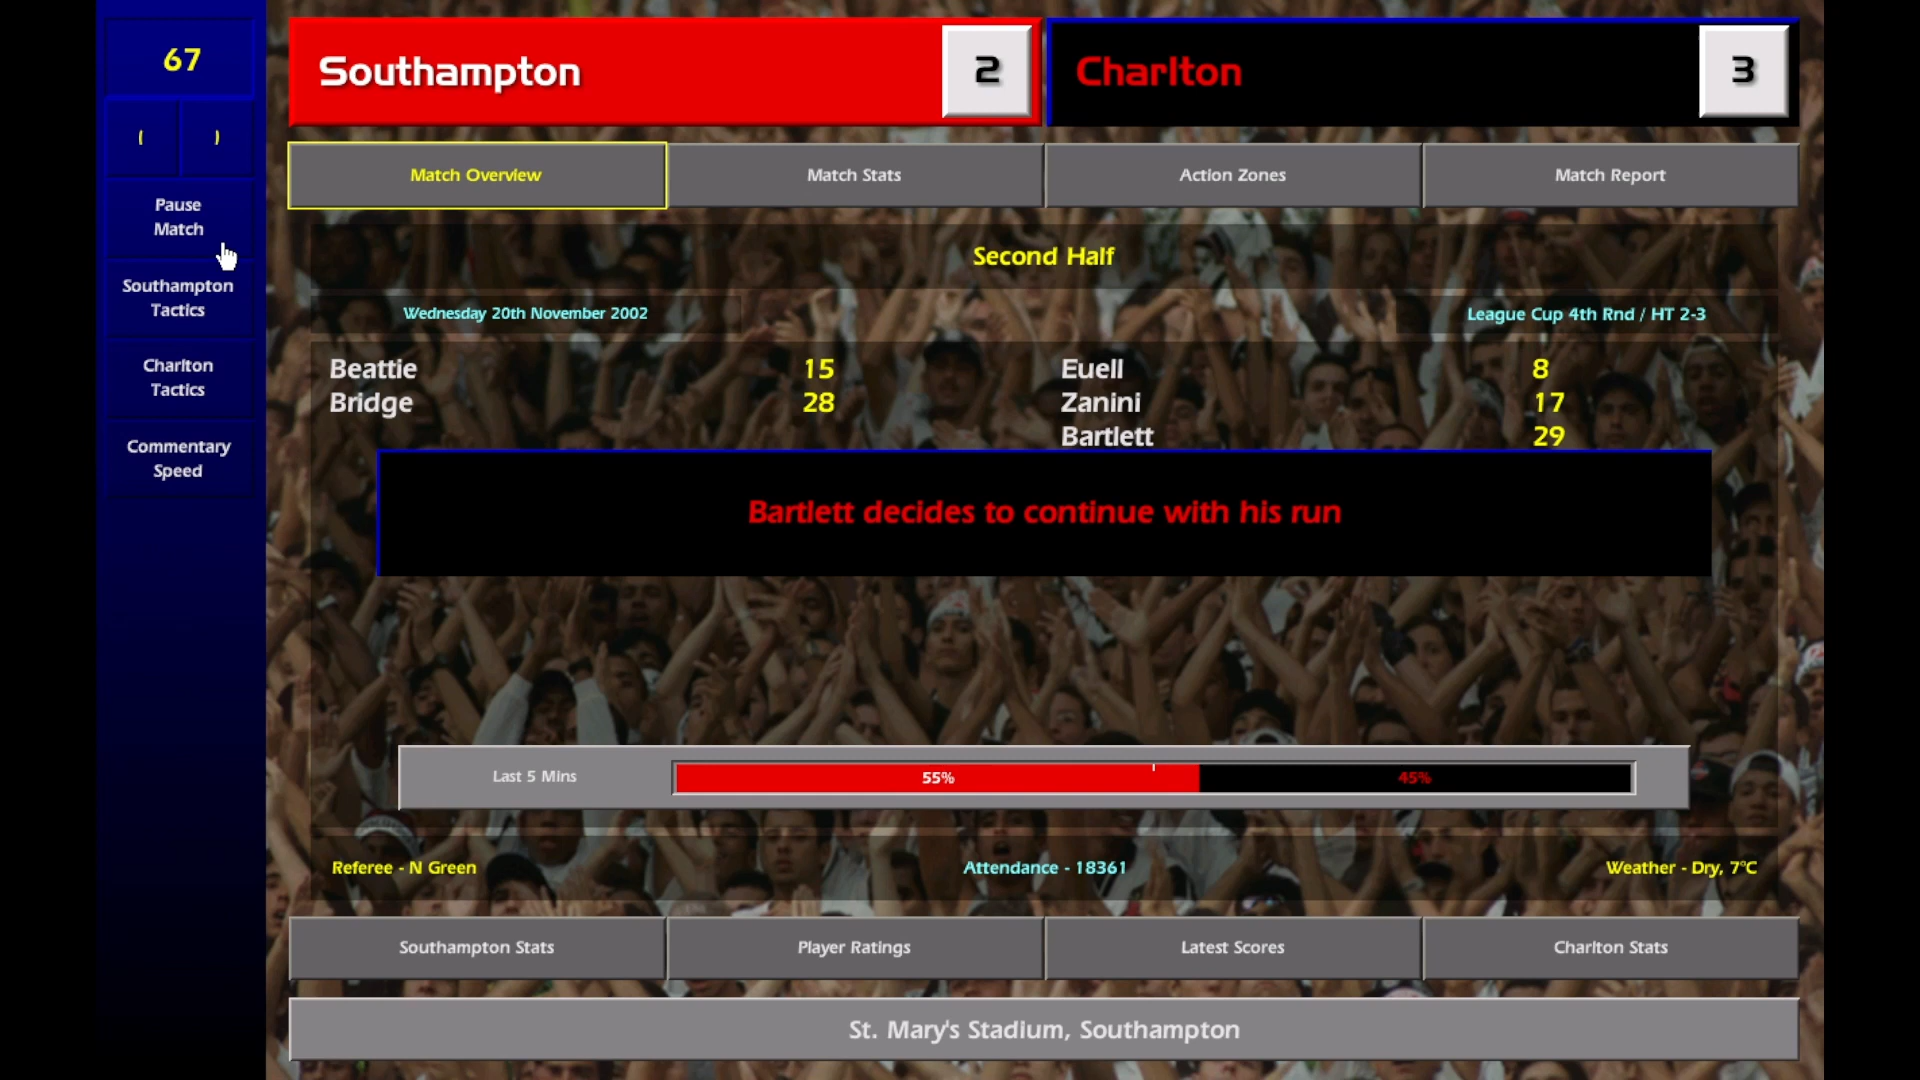 67
Southampton 2 Charlton 3
( )
Pause
Match
Southampton
Tactics
Charlton
Tactics
Commentary
Speed
Match Overview Match Stats Action Zones Match Report
Second Half
Wednesday 20th November 2002 League Cup 4th Rnd / HT 2-3
Beattie 15 Euell 8
Bridge 28 Zanini 17
Bartlett 29
Bartlett decides to continue with his run
Last 5 Mins 55% 45%
Referee - N Green Attendance - 18361 Weather - Dry, 7°C
Southampton Stats Player Ratings Latest Scores Charlton Stats
St. Mary's Stadium, Southampton